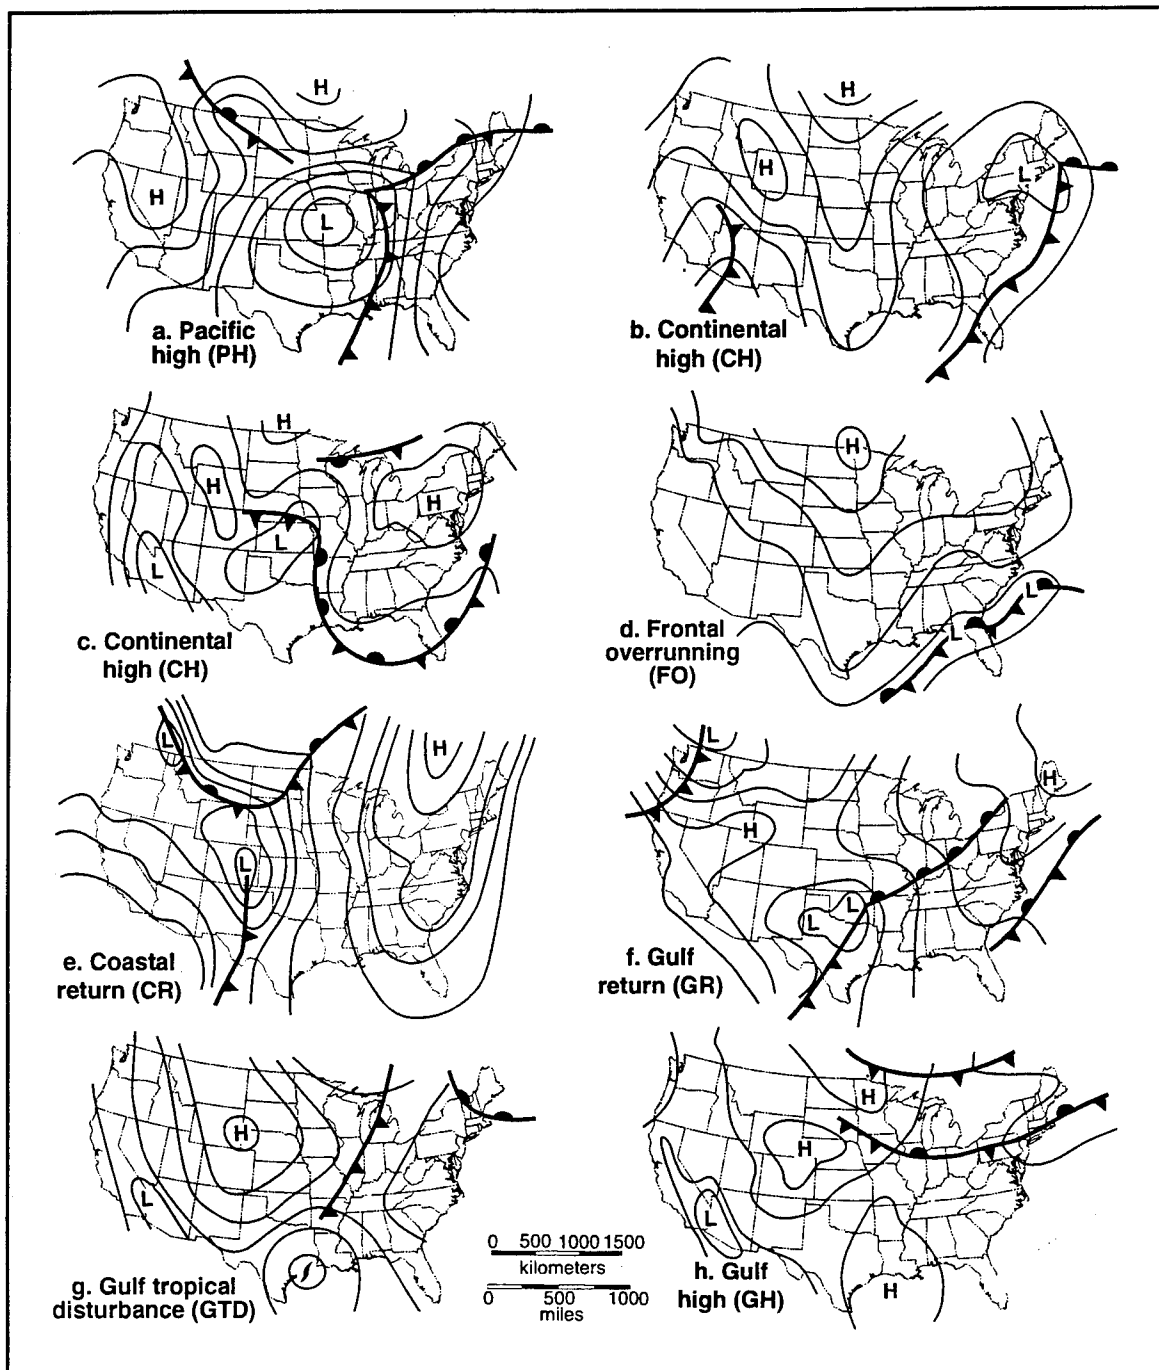 H
H
L
a. Pacific
high (PH)
H
H
L
b. Continental
high (CH)
H
H
H
L
L
c. Continental
high (CH)
H
L
L
d. Frontal
overrunning
(FO)
L
H
L
e. Coastal
return (CR)
L
H
H
L
L
f. Gulf
return (GR)
H
L
g. Gulf tropical
disturbance (GTD)
0 500 1000 1500
kilometers
0 500 1000
miles
H
H
L
H
h. Gulf
high (GH)